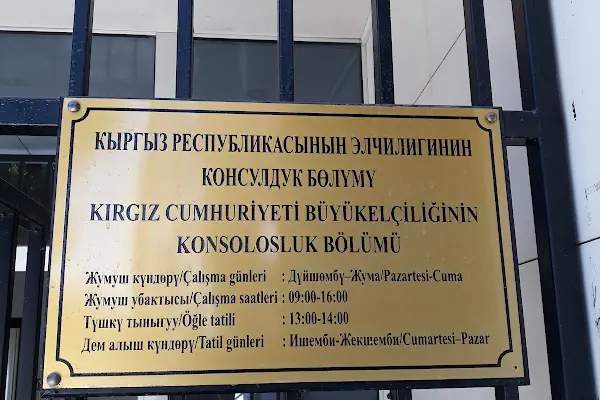 КЫРГЫЗ РЕСПУБЛИКАСЫНЫН ЭЛЧИЛИГИНИН
КОНСУЛДУК БӨЛҮМҮ
KIRGIZ CUMHURİYETİ BÜYÜKELÇİLİĞİNİN
KONSOLOSLUK BÖLÜMÜ
Жумуш күндөрү/Çalışma günleri : Дүйшөмбү–Жума/Pazartesi-Cuma
Жумуш убактысы/Çalışma saatleri : 09:00-16:00
Түшкү тыныгуу/Öğle tatili : 13:00-14:00
Дем алыш күндөрү/Tatil günleri : Ишемби-Жекшемби/Cumartesi–Pazar